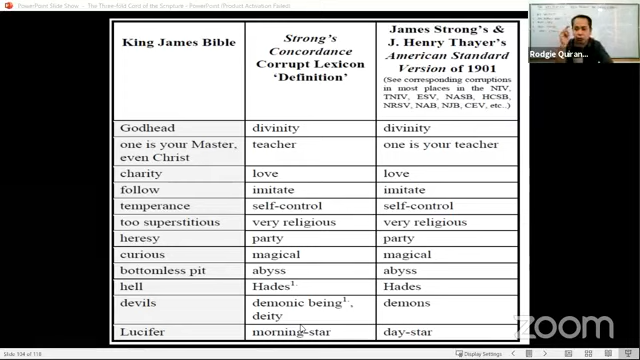 PowerPoint Slide Show - The Three-Fold Cord of the Scripture - PowerPoint (Product Activation Failed)
King James Bible
Strong's
Concordance
Corrupt Lexicon
'Definition'
James Strong's &
J. Henry Thayer's
American Standard
Version of 1901
(See corresponding corruptions
in most places in the NIV,
TNIV, ESV, NASB, HCSB,
NRSV, NAB, NJB, CEV, etc..)
Godhead divinity divinity
one is your Master, teacher one is your teacher
even Christ
charity love love
follow imitate imitate
temperance self-control self-control
too superstitious very religious very religious
heresy party party
curious magical magical
bottomless pit abyss abyss
hell Hades1. Hades
devils demonic being1., demons
deity
Lucifer morning-star day-star
Rodgie Quiran...
zoom
Slide 104 of 118
Display Settings